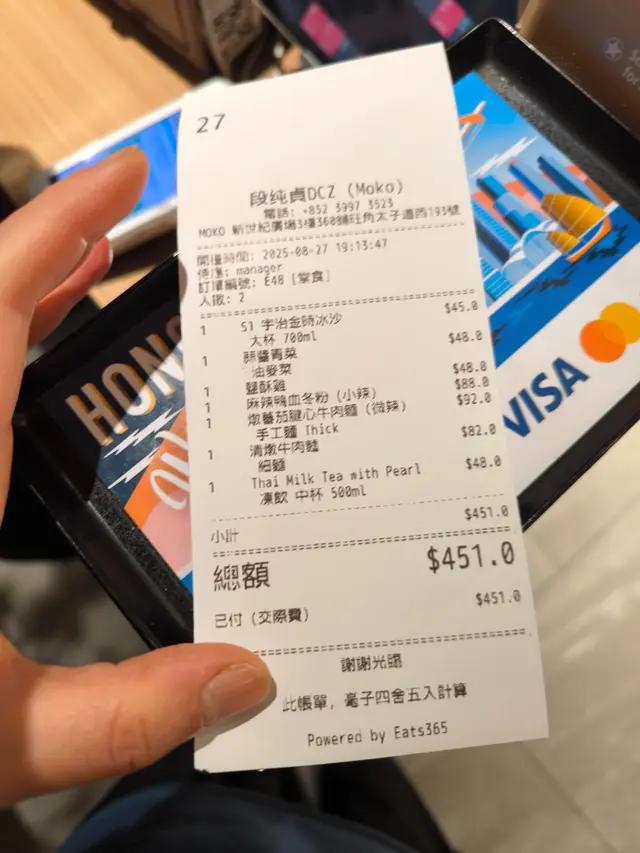 27
段纯貞DCZ (Moko)
電話: +852 3997 3523
MOKO 新世紀廣場3樓360舖旺角太子道西193號
開檯時間: 2025-08-27 19:13:47
侍應: manager
訂單編號: E48 [堂食]
人數: 2
1 S1 宇治金時冰沙 $45.0
大杯 700ml
1 蒜醬青菜 $48.0
油麥菜
1 鹽酥雞 $48.0
1 麻辣鴨血冬粉 (小辣) $88.0
1 燉蕃茄腱心牛肉麵 (微辣) $92.0
手工麵 Thick
1 清燉牛肉麵 $82.0
細麵
1 Thai Milk Tea with Pearl $48.0
凍飲 中杯 500ml
小計 $451.0
總額 $451.0
已付 (交際費) $451.0
謝謝光臨
此帳單, 毫子四舍五入計算
Powered by Eats365
HONG
VISA